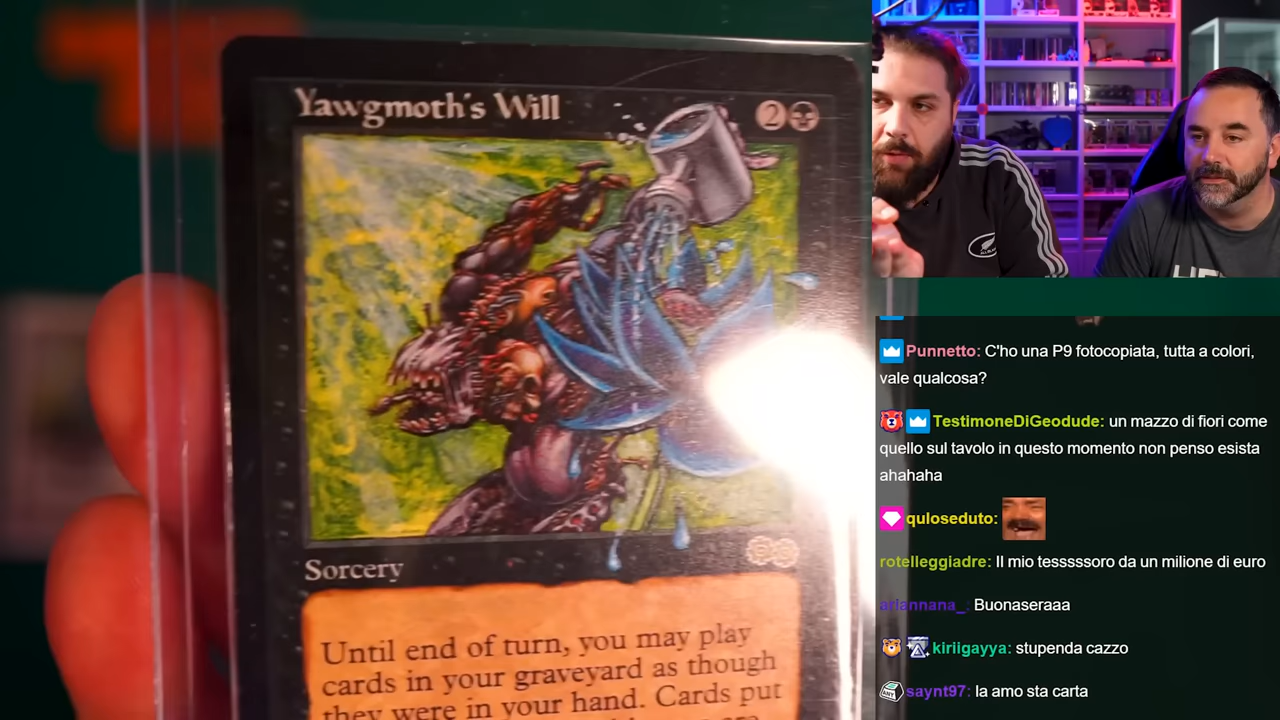 Yawgmoth's Will
2
Sorcery
Until end of turn, you may play
cards in your graveyard as though
they were in your hand. Cards put
Punnetto: C'ho una P9 fotocopiata, tutta a colori,
vale qualcosa?
TestimoneDiGeodude: un mazzo di fiori come
quello sul tavolo in questo momento non penso esista
ahahaha
quloseduto:
rotelleggiadre: Il mio tesssssoro da un milione di euro
ariannana_: Buonaseraaa
kiriigayya: stupenda cazzo
saynt97: la amo sta carta